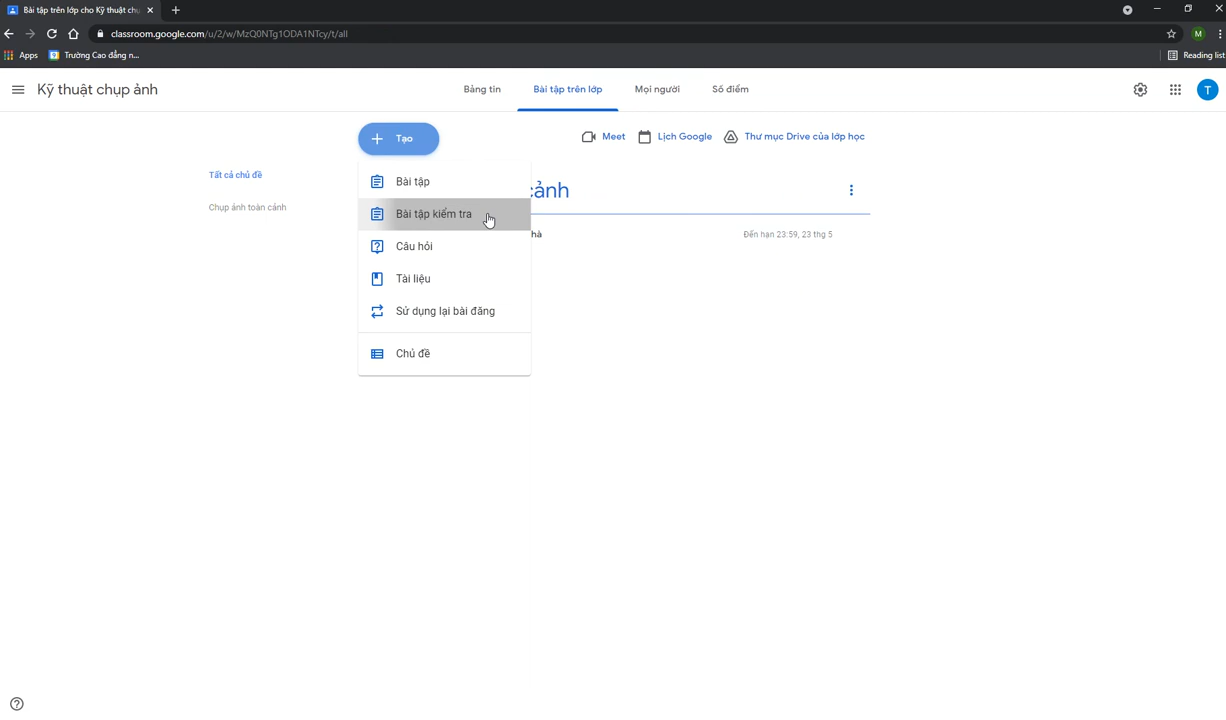 Bài tập trên lớp cho Kỹ thuật chụ
classroom.google.com/u/2/w/MzQ0NTg1ODA1NTcy/t/all
M
Apps
Trường Cao đẳng n...
Reading list
Kỹ thuật chụp ảnh
Bảng tin
Bài tập trên lớp
Mọi người
Số điểm
T
Tạo
Meet
Lịch Google
Thư mục Drive của lớp học
Tất cả chủ đề
Chụp ảnh toàn cảnh
Bài tập
Bài tập kiểm tra
Câu hỏi
Tài liệu
Sử dụng lại bài đăng
Chủ đề
cảnh
hà
Đến hạn 23:59, 23 thg 5